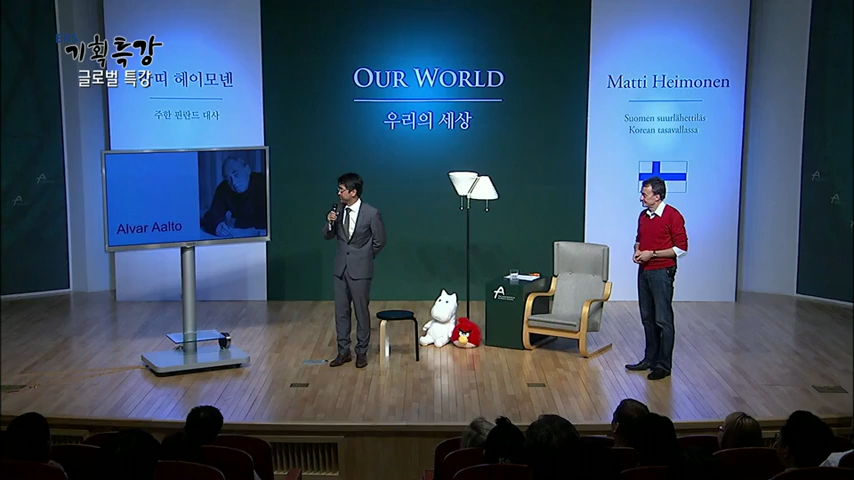 기획특강
글로벌 특강
띠 헤이모넨
주한 핀란드 대사
OUR WORLD
우리의 세상
Matti Heimonen
Suomen suurlähettiläs
Korean tasavallassa
Alvar Aalto